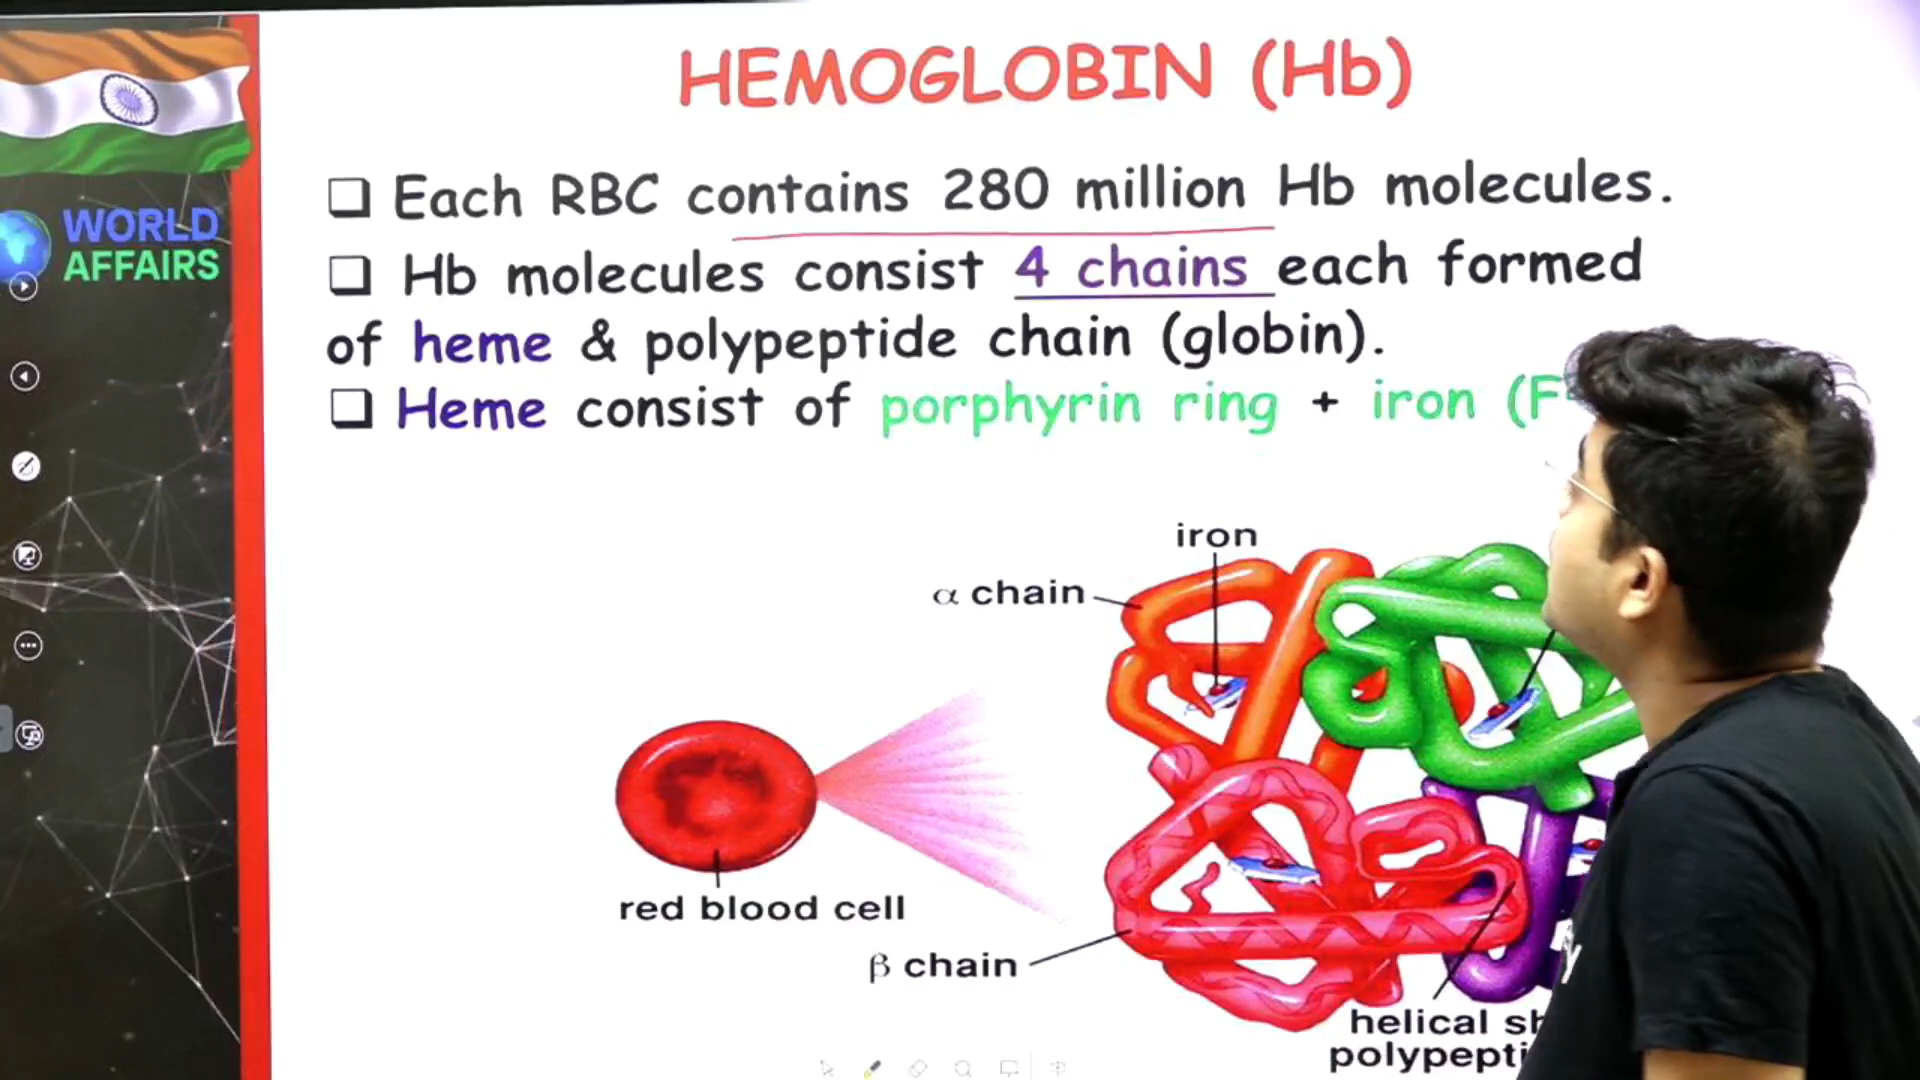 HEMOGLOBIN (Hb)
Each RBC contains 280 million Hb molecules.
WORLD
AFFAIRS
Hb molecules consist 4 chains each formed
of heme & polypeptide chain (globin).
Heme consist of porphyrin ring + iron (F
iron
α chain
red blood cell
β chain
helical